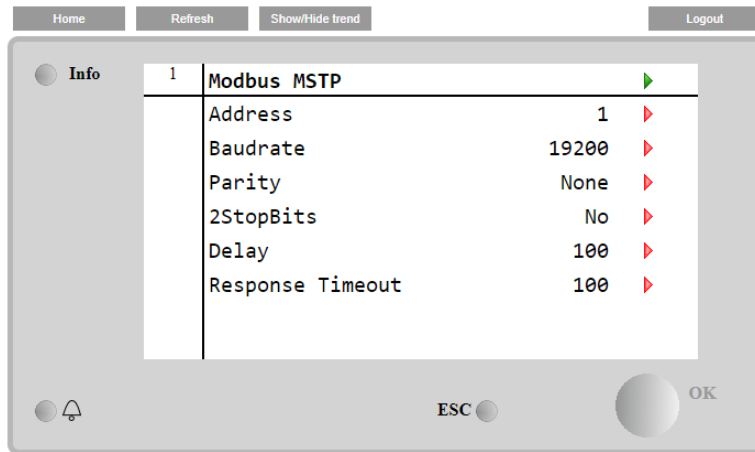 Home Refresh Show/Hide trend Logout
Info
1 Modbus MSTP
Address 1
Baudrate 19200
Parity None
2StopBits No
Delay 100
Response Timeout 100
ESC OK